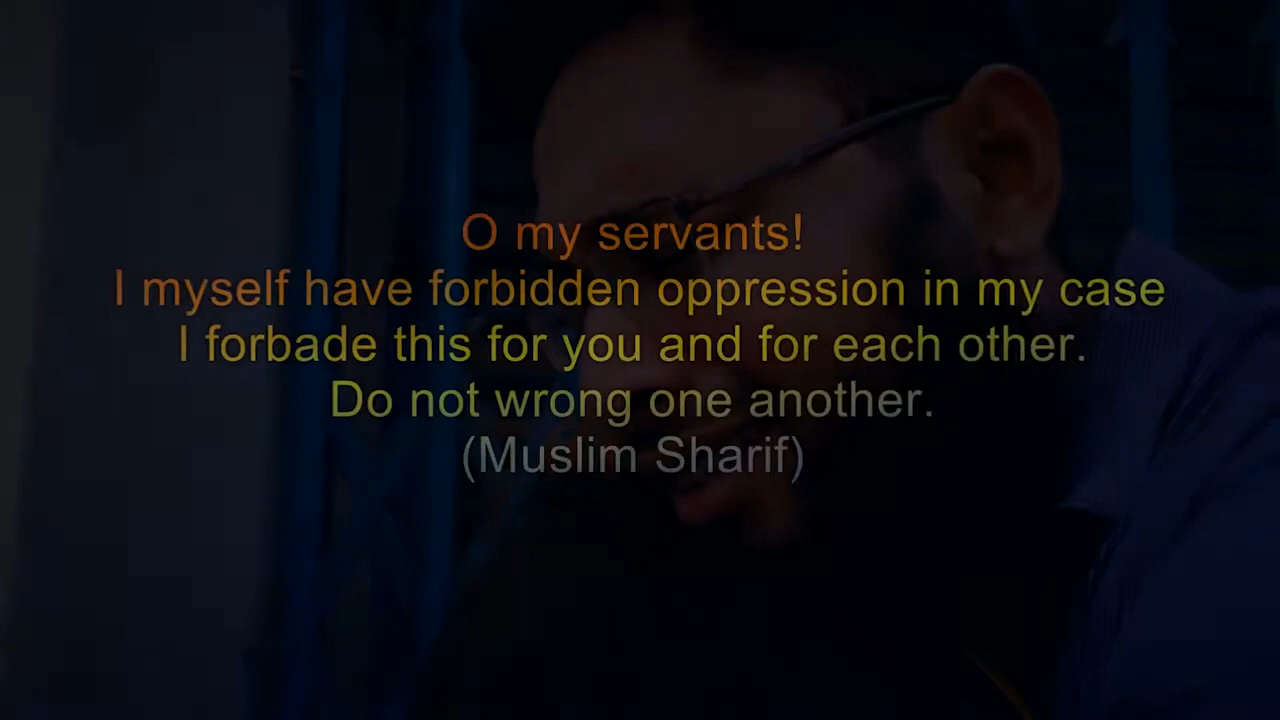 O my servants!
I myself have forbidden oppression in my case
I forbade this for you and for each other.
Do not wrong one another.
(Muslim Sharif)